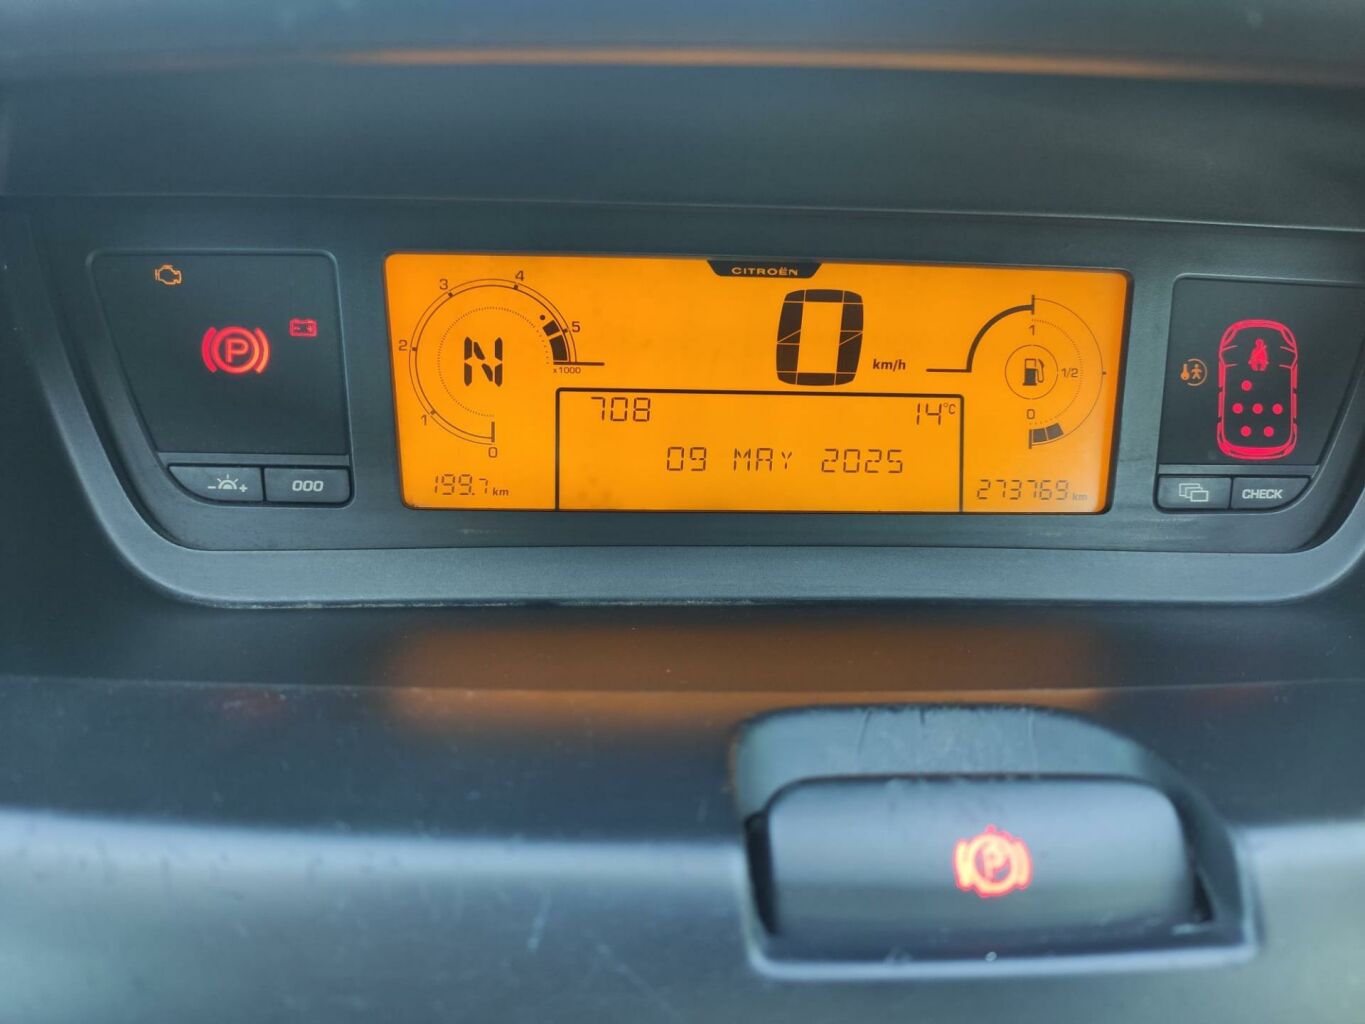 CITROËN
4
3
5
2
x1000
1
0
N
199.7 km
0 km/h
708
14°C
09 MAY 2025
1
1/2
0
273769 km
P
- +
000
CHECK
P